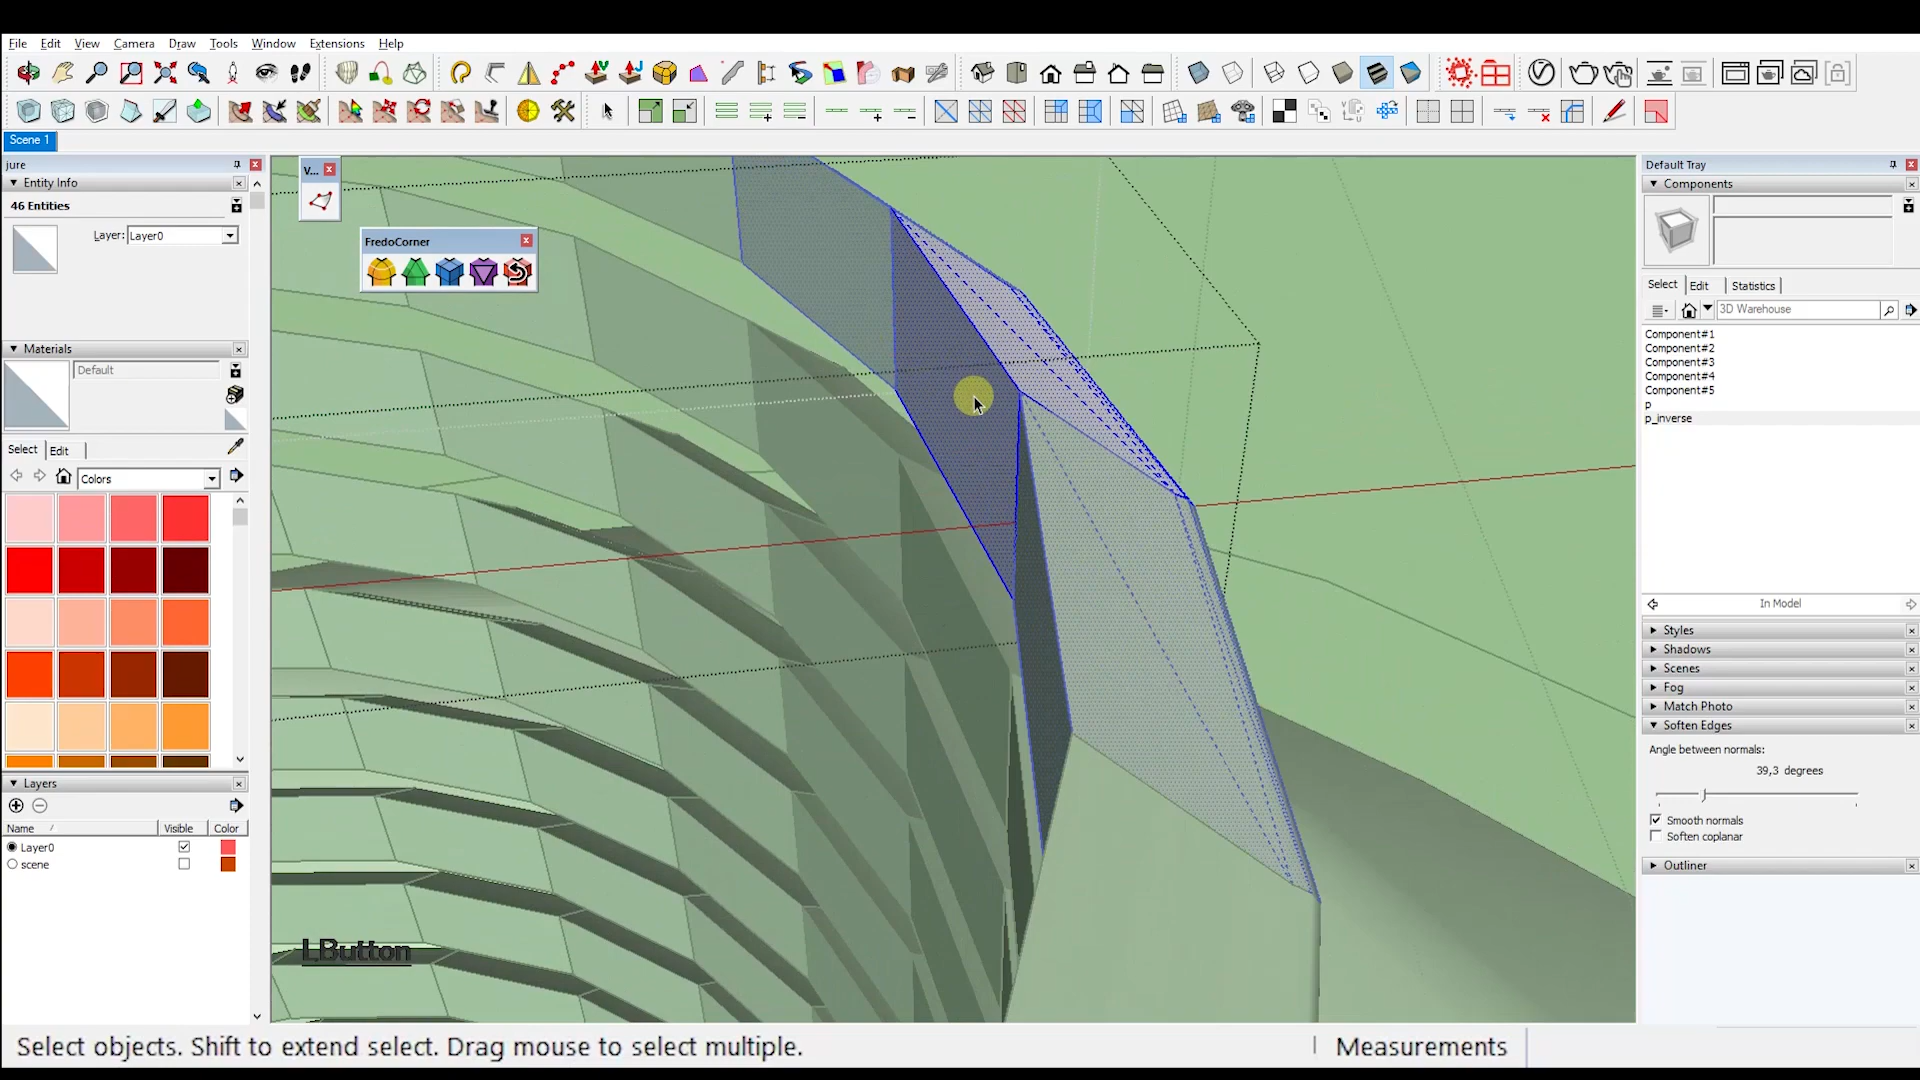 File Edit View Camera Draw Tools Window Extensions Help
Scene 1
jure
Entity Info
46 Entities
Layer: Layer0
Materials
Default
Select Edit
Colors
Layers
Name Visible Color
Layer0
scene
V...
FredoCorner
LButton
Default Tray
Components
Select Edit Statistics
3D Warehouse
Component#1
Component#2
Component#3
Component#4
Component#5
p
p_inverse
In Model
Styles
Shadows
Scenes
Fog
Match Photo
Soften Edges
Angle between normals:
39,3 degrees
Smooth normals
Soften coplanar
Outliner
Select objects. Shift to extend select. Drag mouse to select multiple.
Measurements